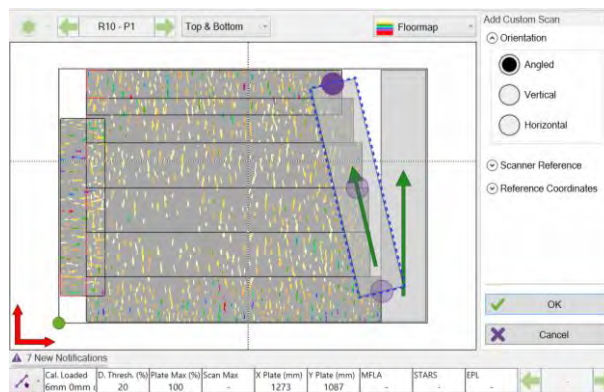 R10 - P1
Top & Bottom
Floormap
Add Custom Scan
Orientation
Angled
Vertical
Horizontal
Scanner Reference
Reference Coordinates
OK
Cancel
7 New Notifications
Cal. Loaded D. Thresh. (%) Plate Max (%) Scan Max X Plate (mm) Y Plate (mm) MFLA STARS EPL
6mm 0mm 20 100 - 1273 1087 - - -